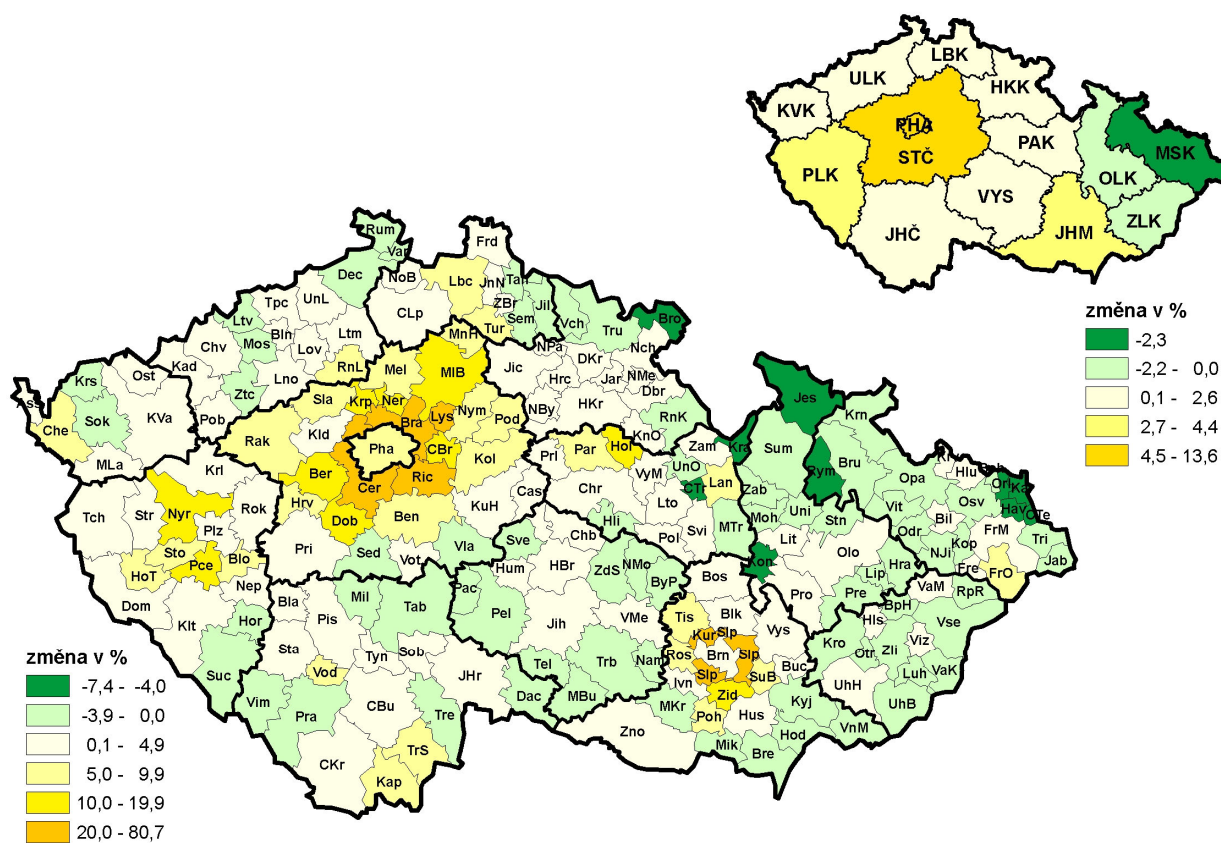 LBK
ULK
HKK
KVK
PHA
PAK
STČ
MSK
PLK
OLK
VYS
ZLK
JHČ
JHM
změna v %
-2,3
-2,2 - 0,0
0,1 - 2,6
2,7 - 4,4
4,5 - 13,6
Rum
Var
Frd
Dec
NoB
Lbc
JnN
Tan
Tpc
UnL
CLp
ZBr
Jil
Sem
Ltv
Bln
Ltm
Tur
Vch
Tru
Bro
Chv
Mos
Lov
MnH
Nch
Kad
RnL
Mel
MlB
NPa
DKr
Krs
Ost
Lno
Jic
Hrc
Jar
NMe
Dbr
Ztc
Sla
Krp
Ner
Che
Sok
KVa
Pob
Bra
Lys
Nym
Pod
NBy
HKr
RnK
Jes
Rak
Kld
KnO
Krn
MLa
Pha
CBr
Kol
Pri
Par
Hol
Zam
Kra
Krl
Ber
Cer
Ric
VyM
UnO
Sum
Rym
Bru
Hlu
Tch
Str
Nyr
Rok
Hrv
Dob
Ben
KuH
Cas
Chr
Lto
CTr
Lan
Zab
Opa
Orl
Kar
Hav
CTe
Plz
Hli
Svi
MTr
Moh
Uni
Stn
Vit
Osv
Bil
HoT
Sto
Pce
Blo
Pri
Sed
Vot
Vla
Sve
Chb
Pol
Lit
Odr
NJi
Kop
FrM
Tri
Jab
Dom
Nep
Hum
HBr
ZdS
NMo
Kon
Olo
Hra
Fre
FrO
Klt
Hor
Bla
Mil
Tab
Pac
Pel
ByP
Bos
Pro
Pre
Lip
VaM
RpR
Pis
Jih
VMe
Tis
Blk
Vys
BpH
Hls
Vse
Sta
Tyn
Sob
Kur
Slp
Kro
Viz
Suc
Vod
JHr
Tel
Trb
Nam
Ros
Brn
Slp
Buc
Otr
Zli
Vim
Pra
CBu
Tre
Dac
MBu
Ivn
Slp
SuB
UhH
Luh
VaK
MKr
Zid
Kyj
UhB
CKr
TrS
Kap
Zno
Poh
Hus
Hod
VnM
Mik
Bre
změna v %
-7,4 - -4,0
-3,9 - 0,0
0,1 - 4,9
5,0 - 9,9
10,0 - 19,9
20,0 - 80,7